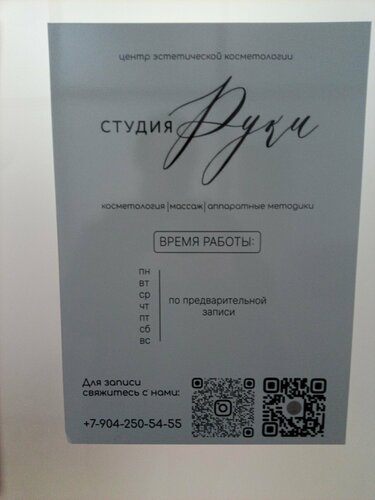 центр эстетической косметологии
СТУДИЯ Руки
косметология|массаж|аппаратные методики
ВРЕМЯ РАБОТЫ:
пн
вт
ср
чт
пт
сб
вс
по предварительной
записи
Для записи
свяжитесь с нами:
+7-904-250-54-55